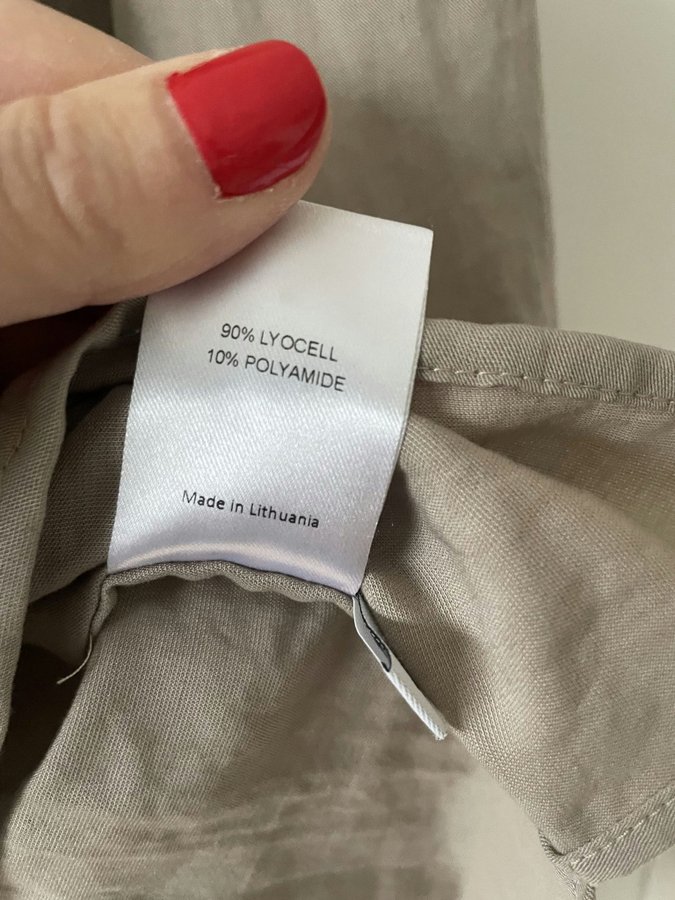 90% LYOCELL
10% POLYAMIDE
Made in Lithuania